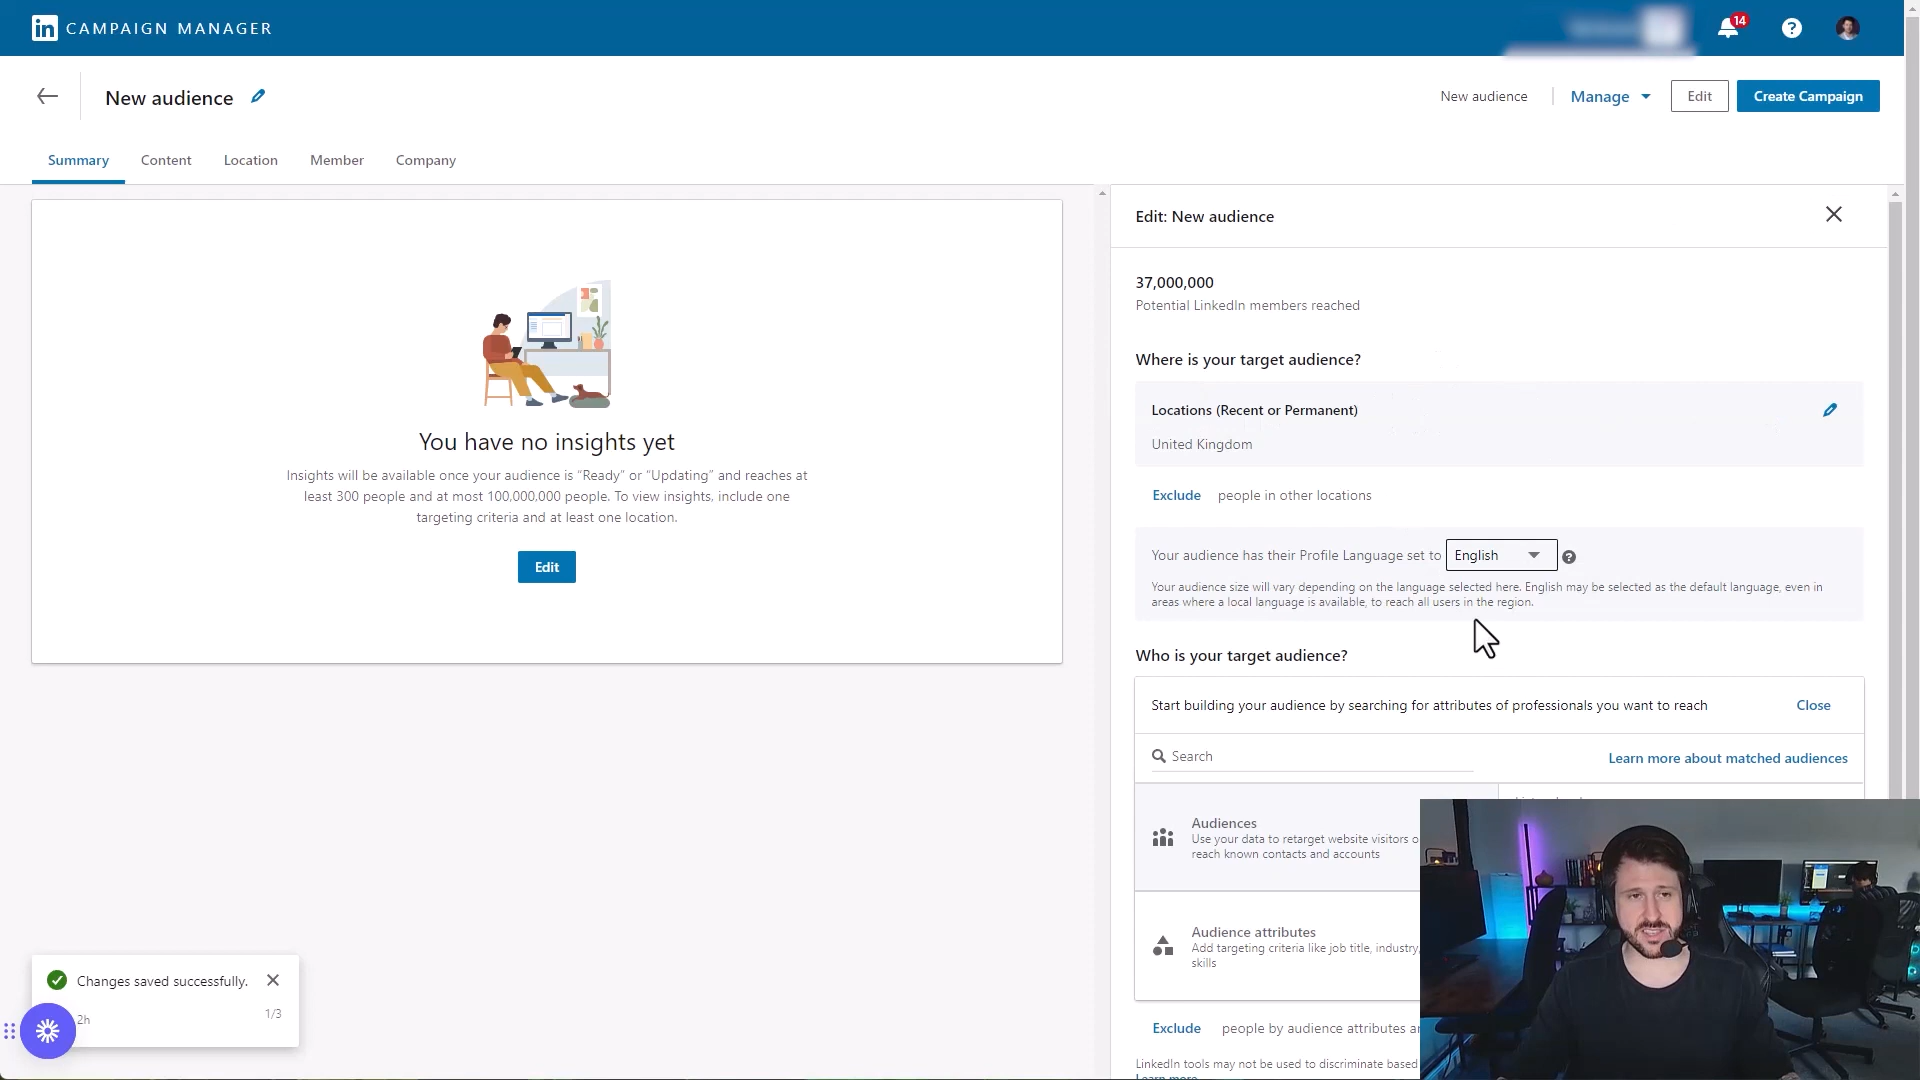 in CAMPAIGN MANAGER
14
New audience
New audience
Manage
Edit
Create Campaign
Summary
Content
Location
Member
Company
You have no insights yet
Insights will be available once your audience is “Ready” or “Updating” and reaches at
least 300 people and at most 100,000,000 people. To view insights, include one
targeting criteria and at least one location.
Edit
Edit: New audience
37,000,000
Potential LinkedIn members reached
Where is your target audience?
Locations (Recent or Permanent)
United Kingdom
Exclude people in other locations
Your audience has their Profile Language set to English
Your audience size will vary depending on the language selected here. English may be selected as the default language, even in
areas where a local language is available, to reach all users in the region.
Who is your target audience?
Start building your audience by searching for attributes of professionals you want to reach
Close
Search
Learn more about matched audiences
Audiences
Use your data to retarget website visitors o
reach known contacts and accounts
Audience attributes
Add targeting criteria like job title, industry,
skills
Exclude people by audience attributes a
LinkedIn tools may not be used to discriminate based
Learn more
Changes saved successfully.
2h
1/3